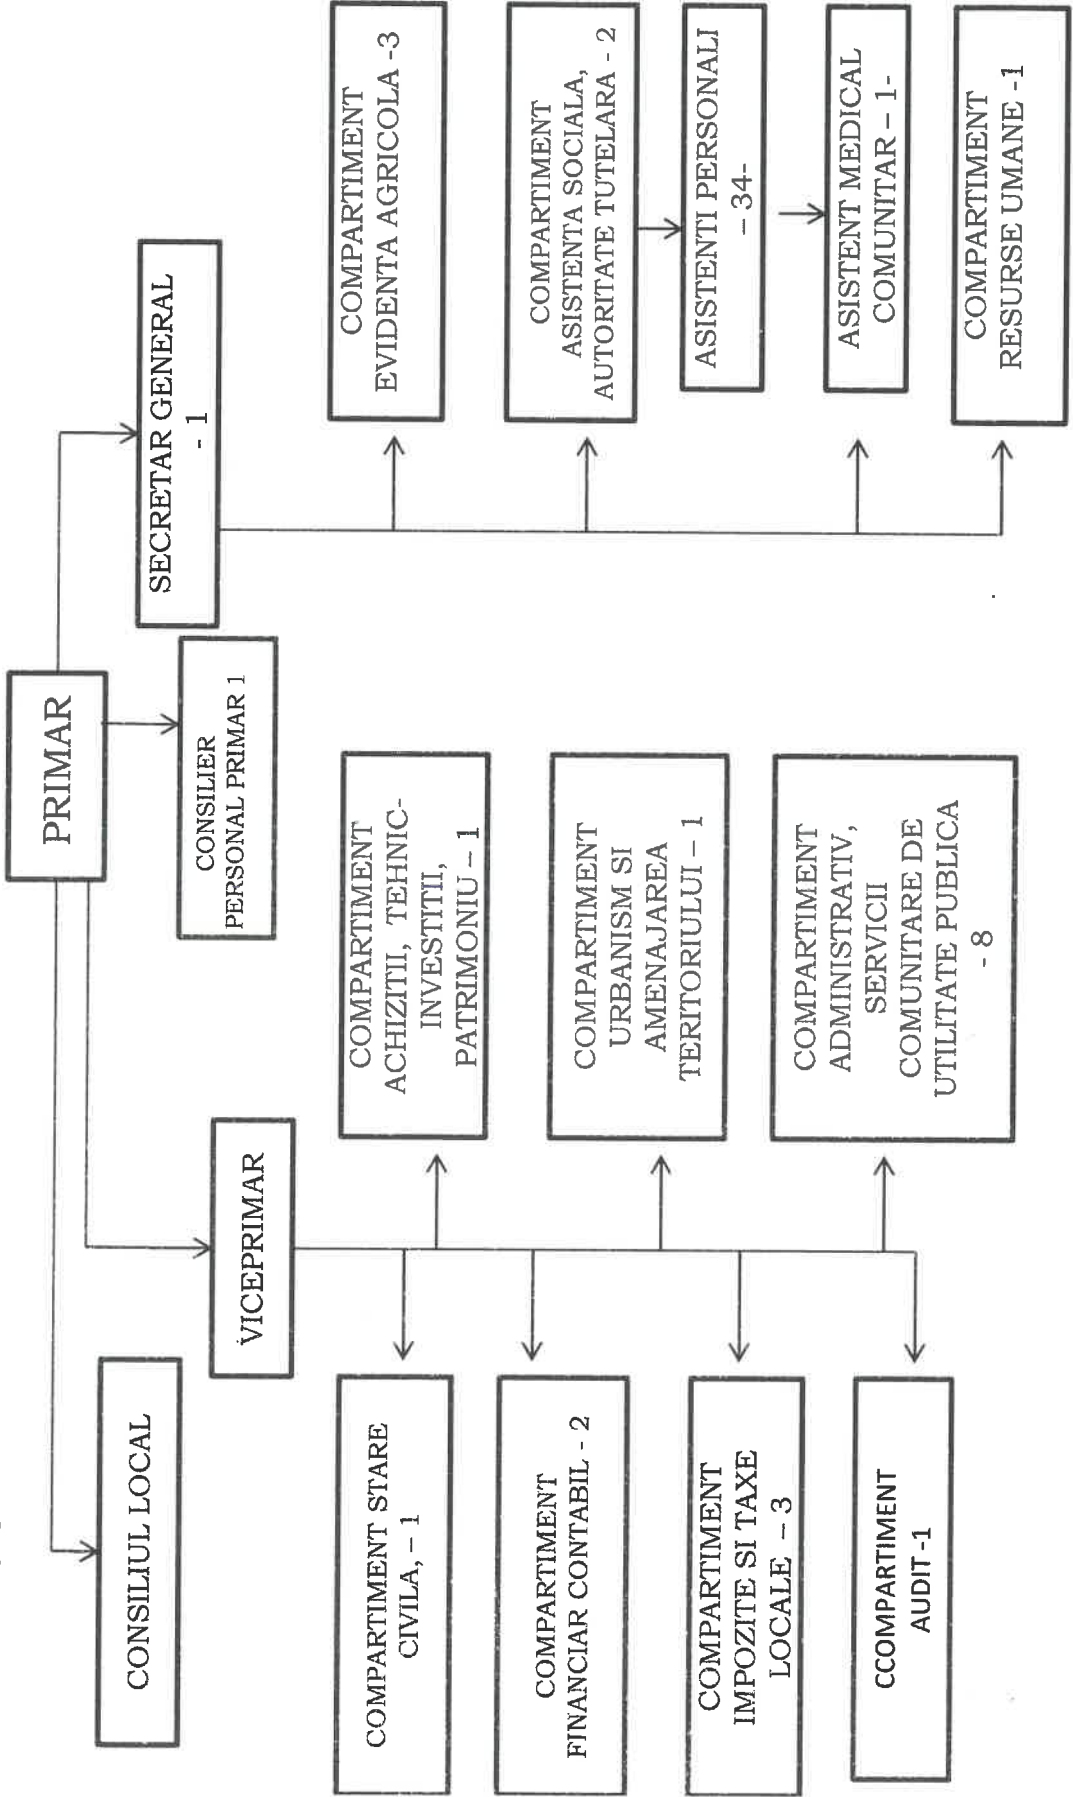 PRIMAR
CONSILIUL LOCAL
VICEPRIMAR
CONSILIER
PERSONAL PRIMAR 1
SECRETAR GENERAL
- 1
COMPARTIMENT STARE
CIVILA, – 1
COMPARTIMENT
FINANCIAR CONTABIL - 2
COMPARTIMENT
IMPOZITE SI TAXE
LOCALE – 3
CCOMPARTIMENT
AUDIT -1
COMPARTIMENT
ACHIZITII, TEHNIC-
INVESTITII,
PATRIMONIU – 1
COMPARTIMENT
URBANISM SI
AMENAJAREA
TERITORIULUI – 1
COMPARTIMENT
ADMINISTRATIV,
SERVICII
COMUNITARE DE
UTILITATE PUBLICA
- 8
COMPARTIMENT
EVIDENTA AGRICOLA -3
COMPARTIMENT
ASISTENTA SOCIALA,
AUTORITATE TUTELARA - 2
ASISTENTI PERSONALI
– 34-
ASISTENT MEDICAL
COMUNITAR – 1-
COMPARTIMENT
RESURSE UMANE -1